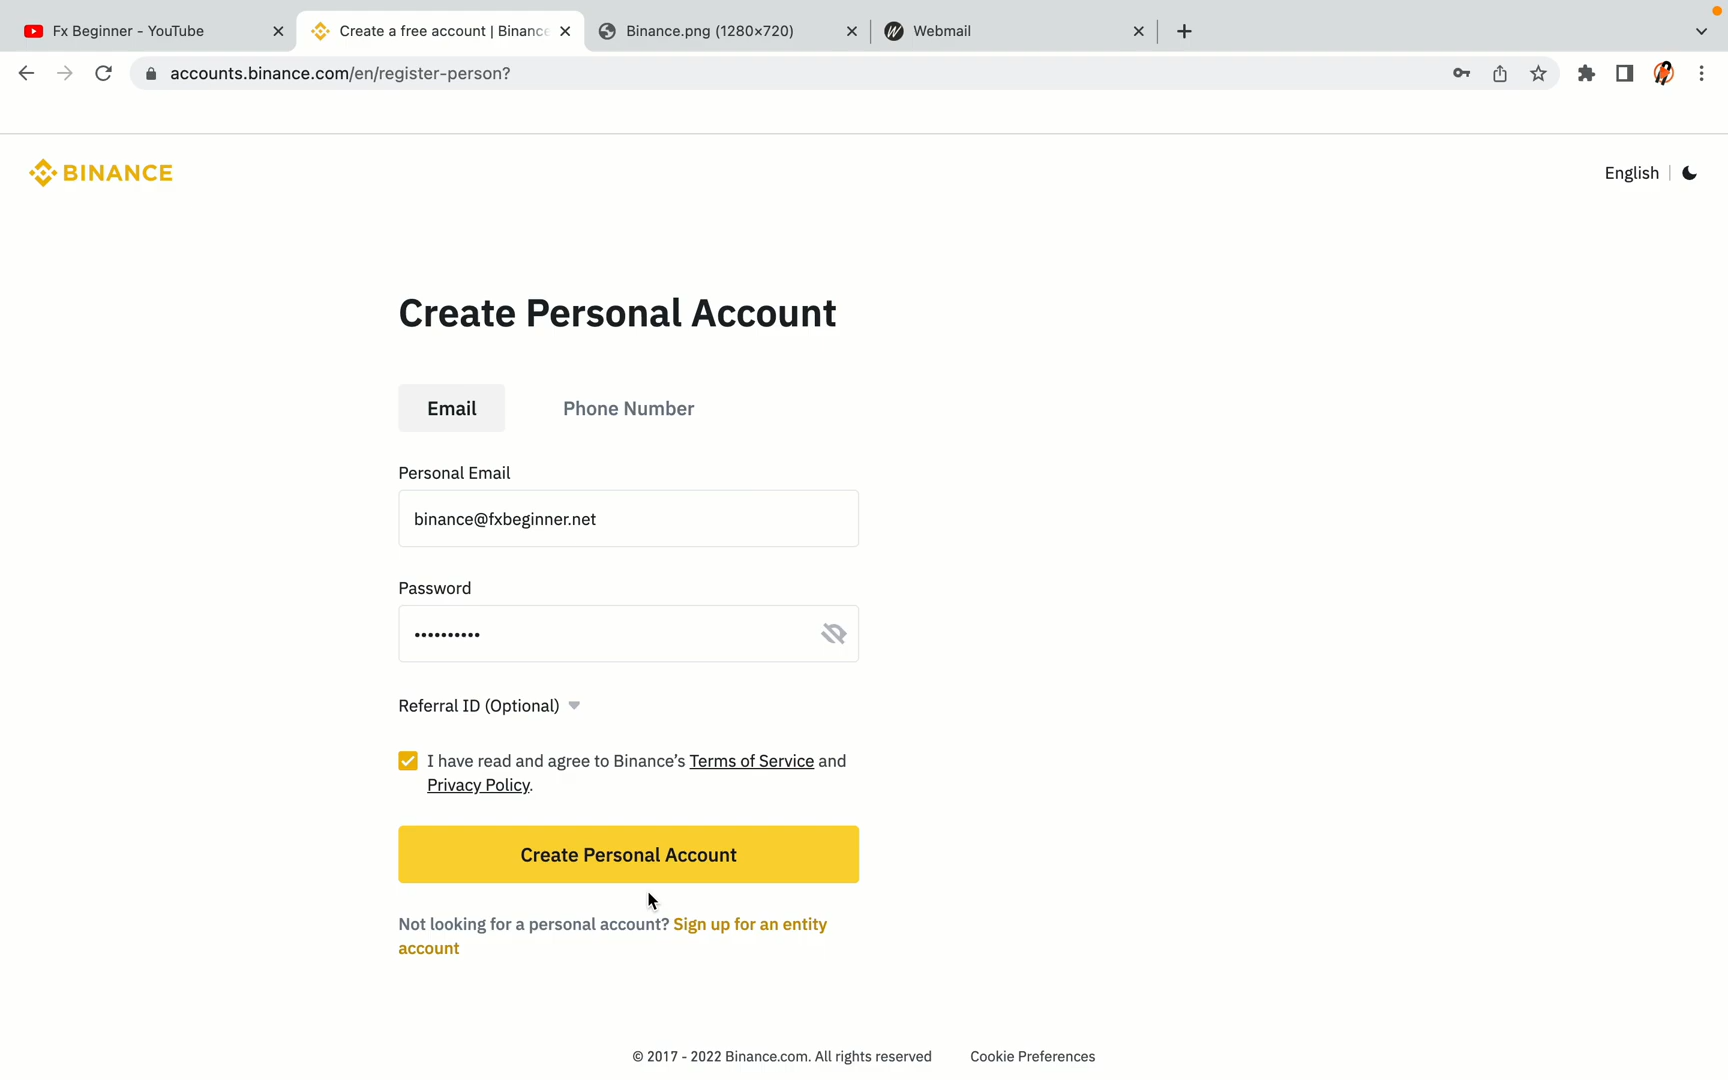 Fx Beginner - YouTube
Create a free account | Binance
Binance.png (1280×720)
Webmail
accounts.binance.com/en/register-person?
BINANCE
English
Create Personal Account
Email
Phone Number
Personal Email
binance@fxbeginner.net
Password
••••••••••
Referral ID (Optional)
I have read and agree to Binance’s Terms of Service and
Privacy Policy.
Create Personal Account
Not looking for a personal account? Sign up for an entity
account
© 2017 - 2022 Binance.com. All rights reserved
Cookie Preferences